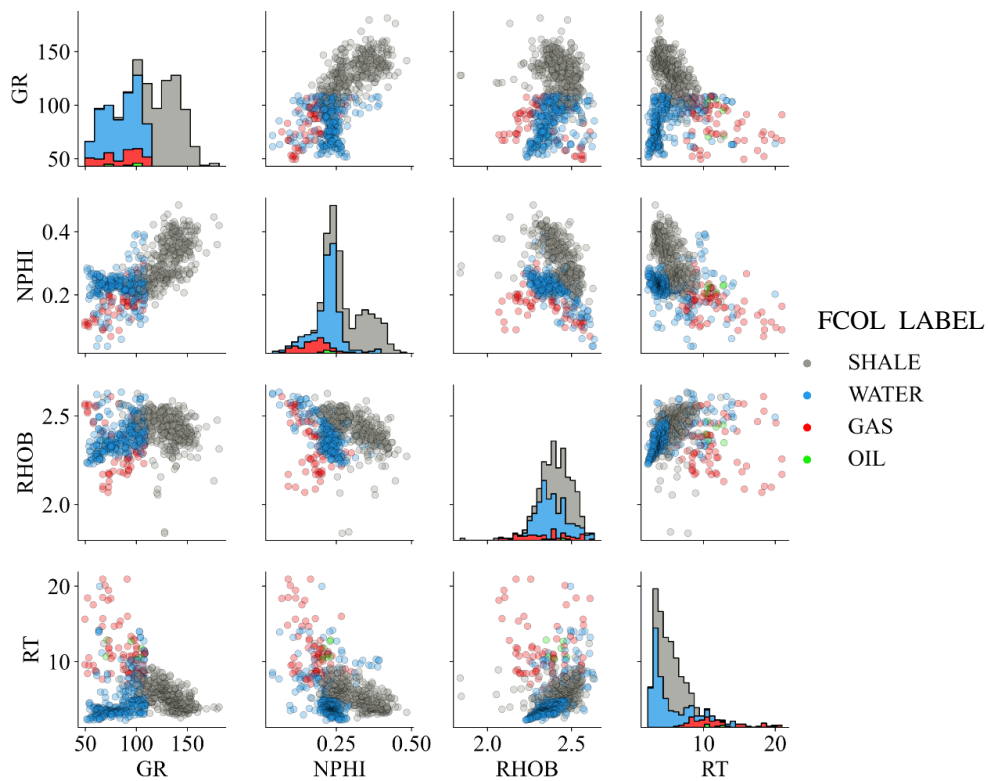 GR
150
100
50
NPHI
0.4
0.2
FCOL LABEL
SHALE
WATER
GAS
OIL
RHOB
2.5
2.0
RT
20
10
50 100 150 0.25 0.50 2.0 2.5 10 20
GR NPHI RHOB RT